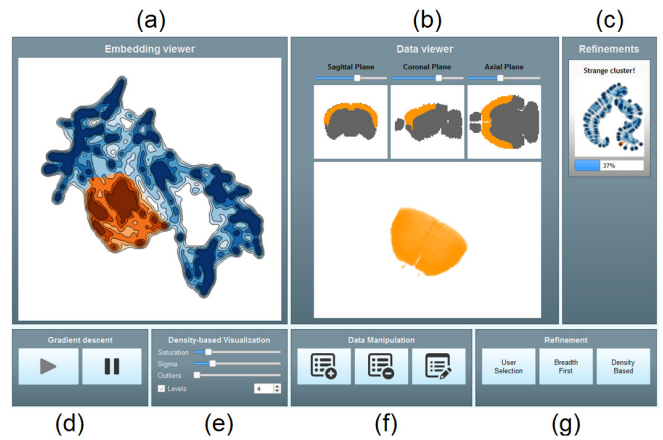 (a) (b) (c)
Embedding viewer
Data viewer
Refinements
Sagittal Plane
Coronal Plane
Axial Plane
Strange cluster!
37%
Gradient descent
Density-based Visualization
Saturation
Sigma
Outliers
Levels
4
Data Manipulation
Refinement
User
Selection
Breadth
First
Density
Based
(d) (e) (f) (g)